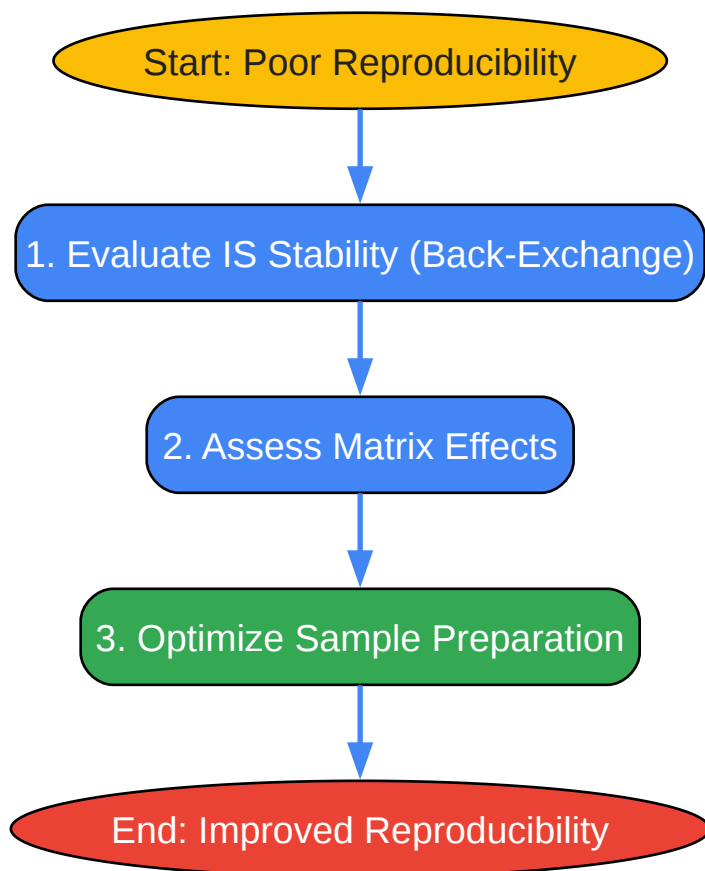 Start: Poor Reproducibility
1. Evaluate IS Stability (Back-Exchange)
2. Assess Matrix Effects
3. Optimize Sample Preparation
End: Improved Reproducibility